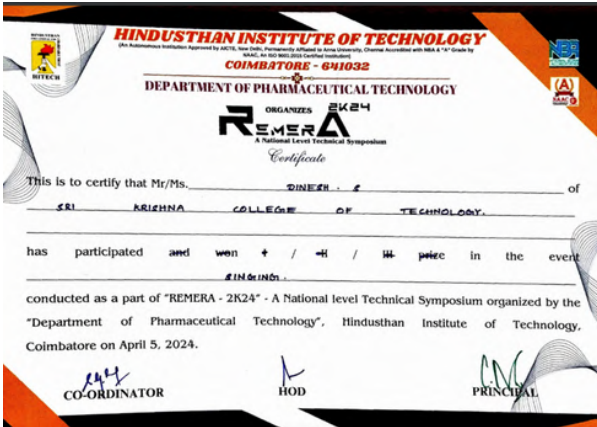 HINDUSTHAN INSTITUTE OF TECHNOLOGY
(An Autonomous Institution Approved by AICTE, New Delhi, Permanently Affiliated to Anna University, Chennai Accredited with NBA & "A" Grade by
NAAC, An ISO 9001:2015 Certified Institution)
COIMBATORE - 641032
HITECH
NBA
NAAC
DEPARTMENT OF PHARMACEUTICAL TECHNOLOGY
ORGANIZES 2K24
REMERA
A National Level Technical Symposium
Certificate
This is to certify that Mr/Ms. DINESH . S of
SRI KRISHNA COLLEGE OF TECHNOLOGY.
has participated and won I / II / III prize in the event
SINGING.
conducted as a part of "REMERA - 2K24" - A National level Technical Symposium organized by the
"Department of Pharmaceutical Technology", Hindusthan Institute of Technology,
Coimbatore on April 5, 2024.
CO-ORDINATOR HOD PRINCIPAL